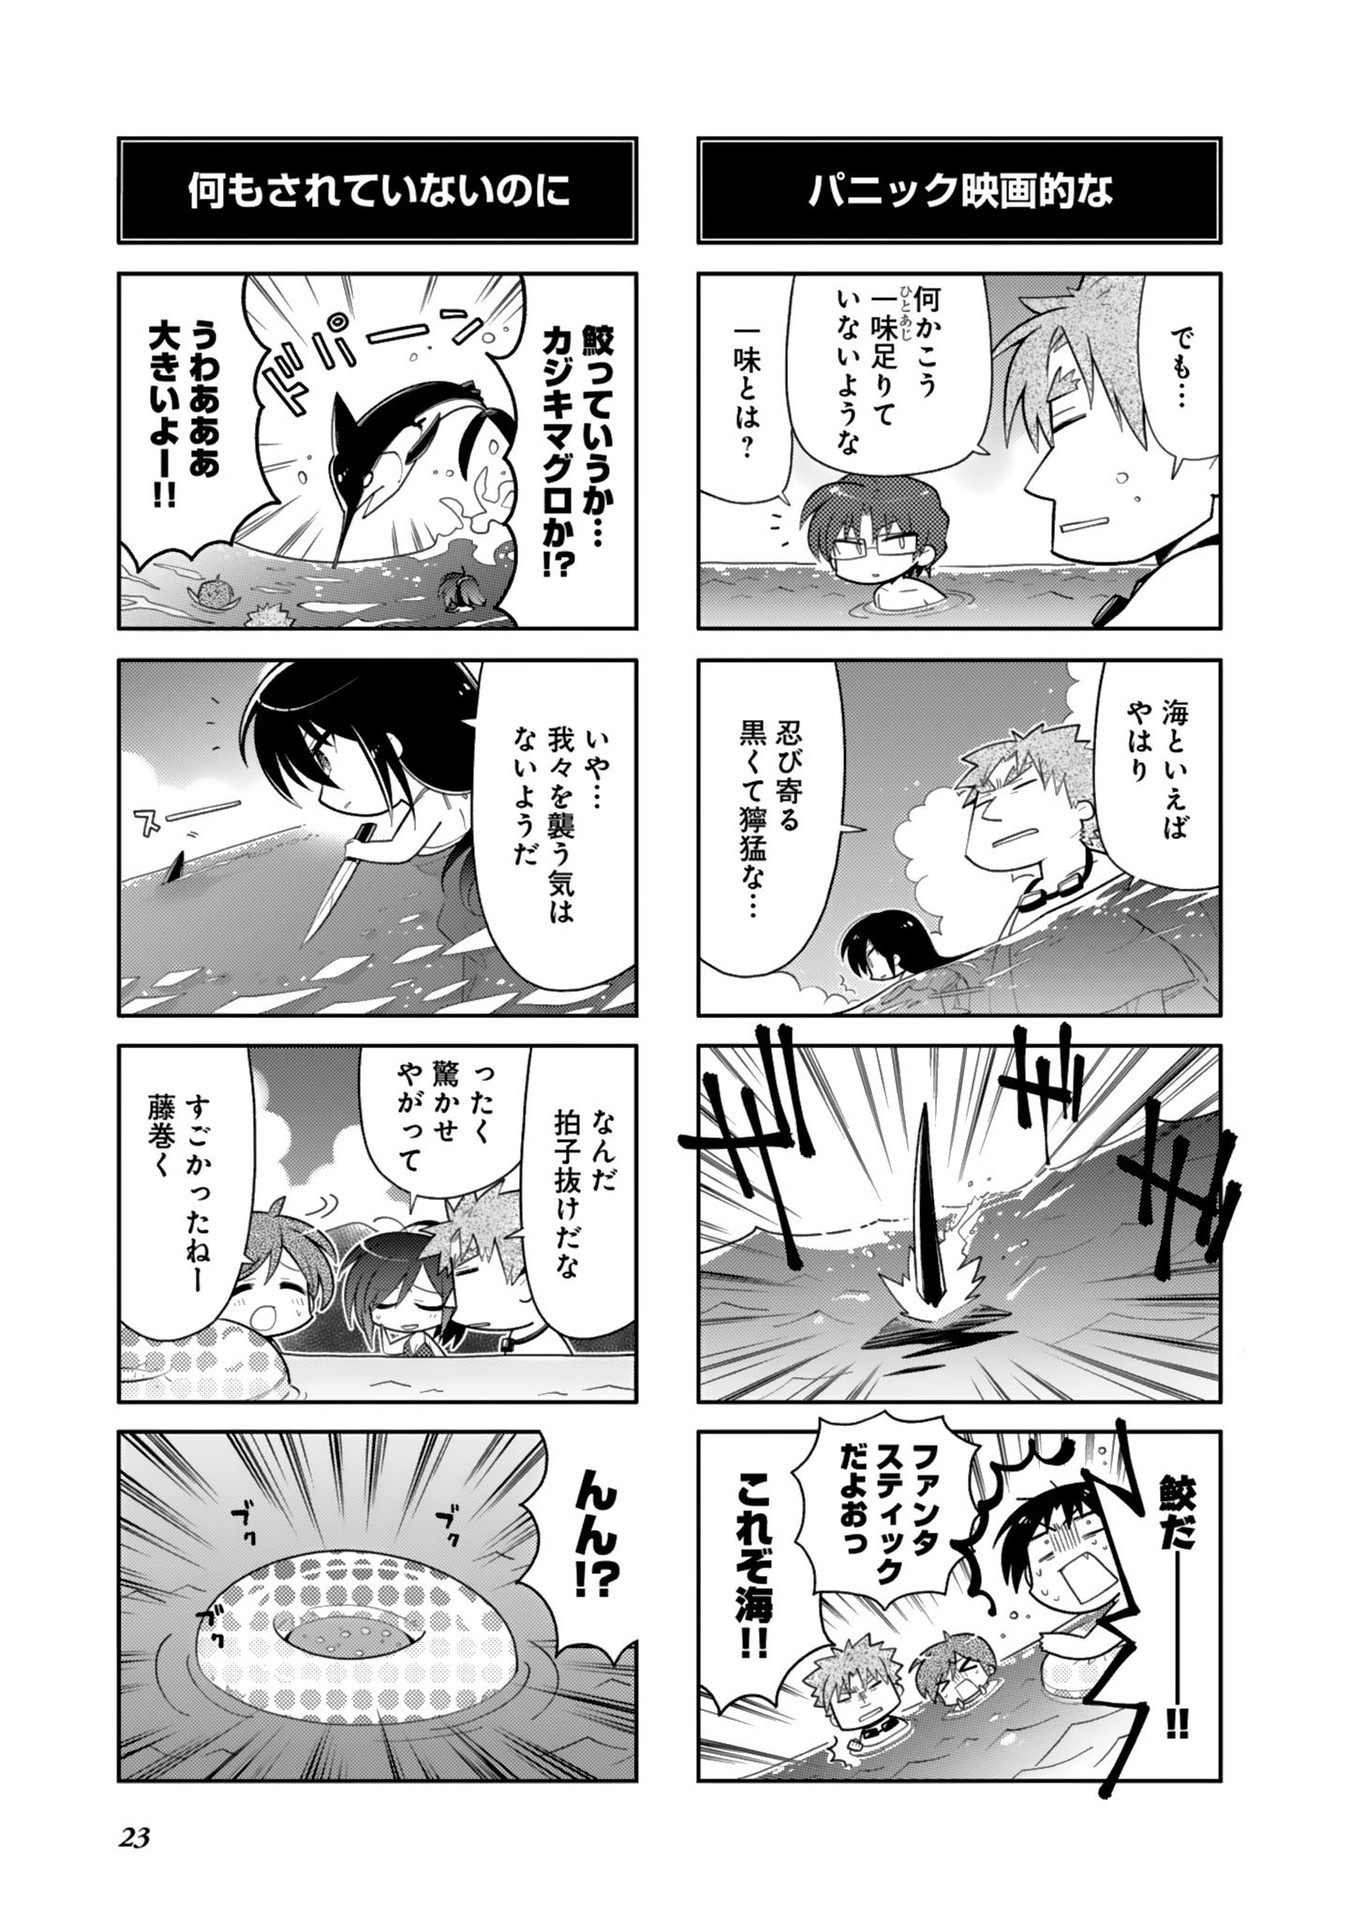 パニック映画的な
でも…
何かこう
一味足りて
ひとあじ
いないような
一味とは？
海といえば
やはり
忍び寄る
黒くて獰猛な…
ザザザザ
鮫だ――――!!
ファンタ
スティック
だよおっ
これぞ海!!
何もされていないのに
鮫っていうか…
カジキマグロか!?
ドパーン
うわあああ
大きいよー!!
いや…
我々を襲う気は
ないようだ
スーー
なんだ
拍子抜けだな
ったく
驚かせ
やがって
すごかったねー
藤巻く
んん!?
ブク
ブク
ブク
23